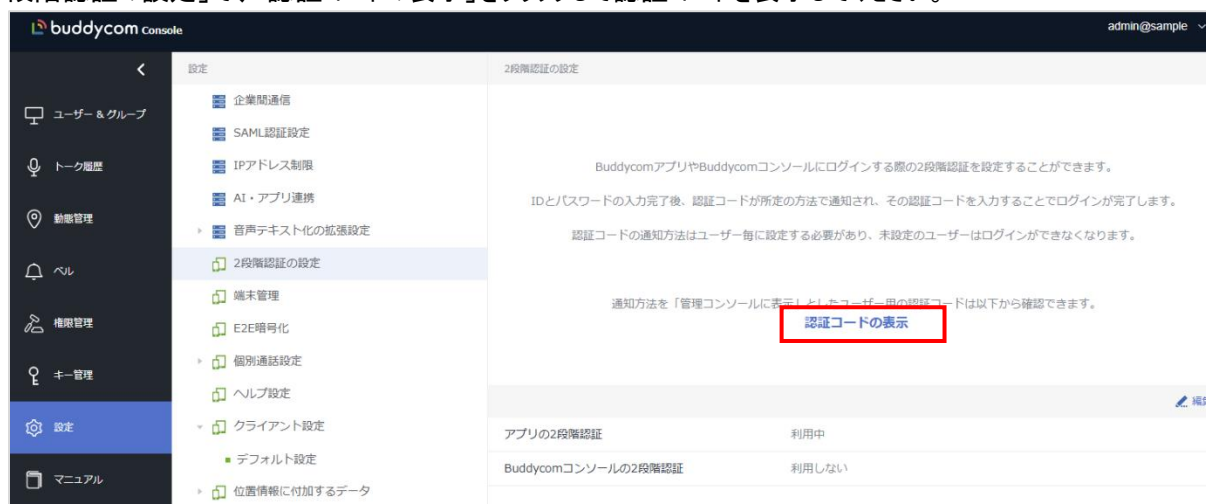 buddycom Console
admin@sample
設定
2段階認証の設定
ユーザー & グループ
トーク履歴
動態管理
ベル
権限管理
キー管理
設定
マニュアル
企業間通信
SAML認証設定
IPアドレス制限
AI・アプリ連携
音声テキスト化の拡張設定
2段階認証の設定
端末管理
E2E暗号化
個別通話設定
ヘルプ設定
クライアント設定
デフォルト設定
位置情報に付加するデータ
BuddycomアプリやBuddycomコンソールにログインする際の2段階認証を設定することができます。
IDとパスワードの入力完了後、認証コードが所定の方法で通知され、その認証コードを入力することでログインが完了します。
認証コードの通知方法はユーザー毎に設定する必要があり、未設定のユーザーはログインができなくなります。
通知方法を「管理コンソールに表示」としたユーザー用の認証コードは以下から確認できます。
認証コードの表示
アプリの2段階認証 利用中
Buddycomコンソールの2段階認証 利用しない